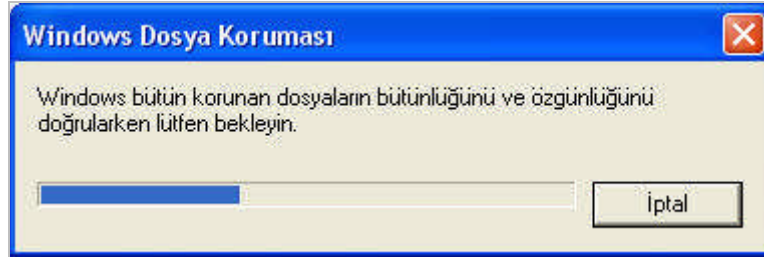 Windows Dosya Koruması
Windows bütün korunan dosyaların bütünlüğünü ve özgünlüğünü
doğrularken lütfen bekleyin.
İptal